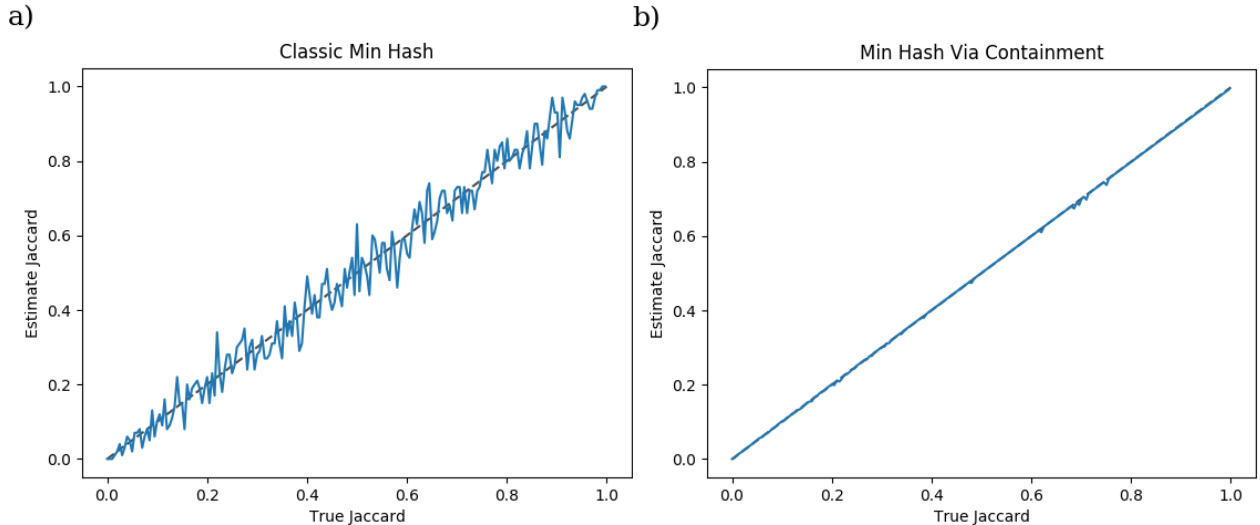 a)
Classic Min Hash
Estimate Jaccard
1.0
0.8
0.6
0.4
0.2
0.0
0.0 0.2 0.4 0.6 0.8 1.0
True Jaccard
b)
Min Hash Via Containment
Estimate Jaccard
1.0
0.8
0.6
0.4
0.2
0.0
0.0 0.2 0.4 0.6 0.8 1.0
True Jaccard